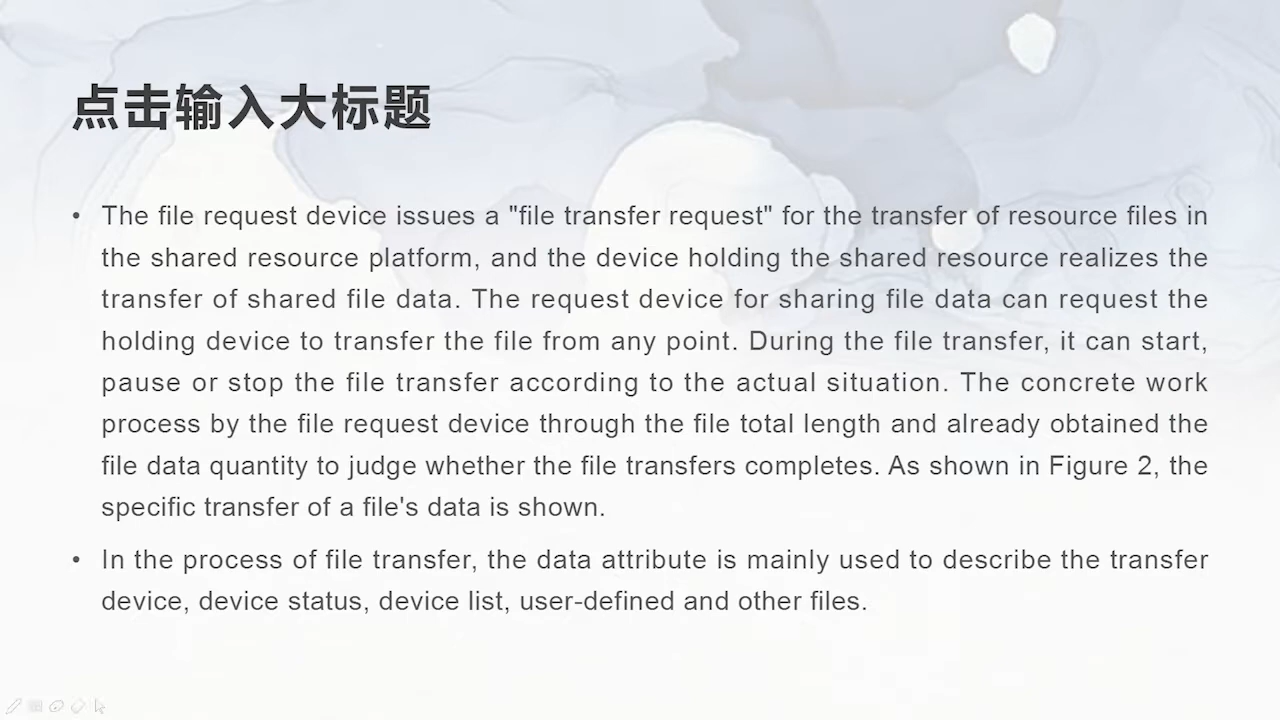 点击输入大标题
• The file request device issues a "file transfer request" for the transfer of resource files in
the shared resource platform, and the device holding the shared resource realizes the
transfer of shared file data. The request device for sharing file data can request the
holding device to transfer the file from any point. During the file transfer, it can start,
pause or stop the file transfer according to the actual situation. The concrete work
process by the file request device through the file total length and already obtained the
file data quantity to judge whether the file transfers completes. As shown in Figure 2, the
specific transfer of a file's data is shown.
• In the process of file transfer, the data attribute is mainly used to describe the transfer
device, device status, device list, user-defined and other files.